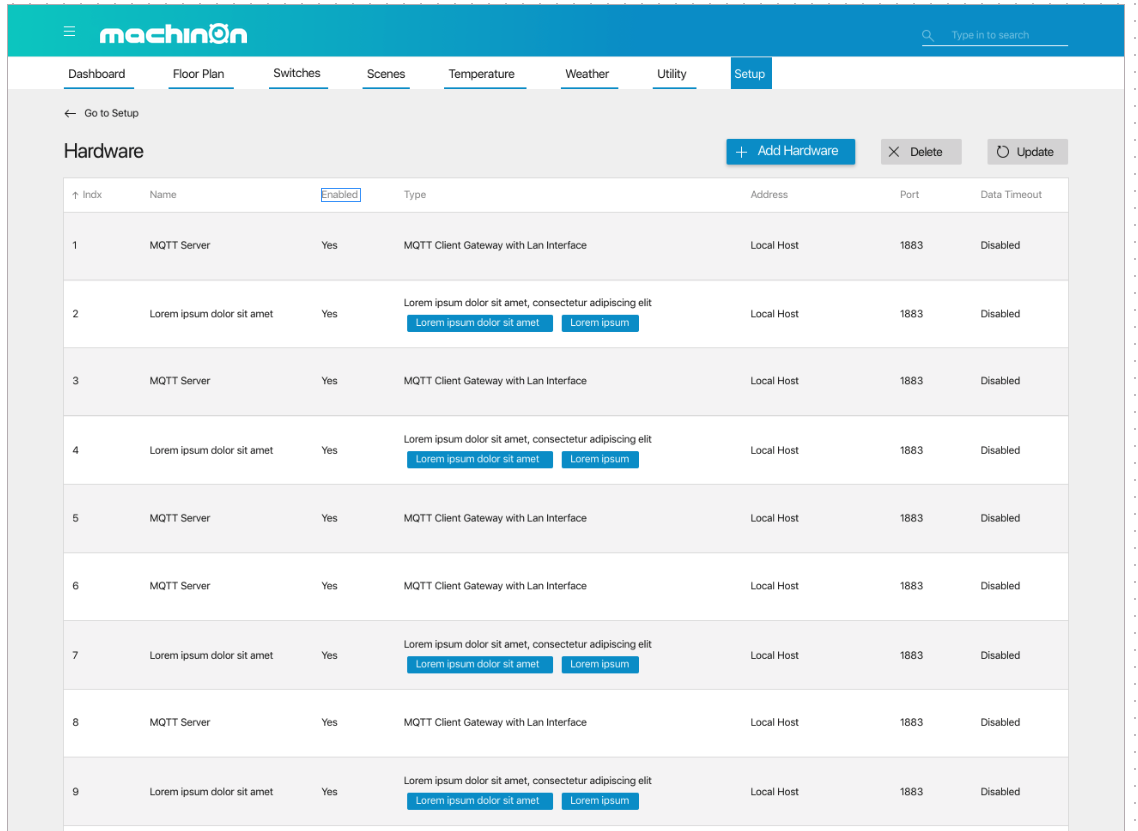 machinon
Type in to search
Dashboard Floor Plan Switches Scenes Temperature Weather Utility Setup
Go to Setup
Hardware
Add Hardware Delete Update
Indx Name Enabled Type Address Port Data Timeout
1 MQTT Server Yes MQTT Client Gateway with Lan Interface Local Host 1883 Disabled
Lorem ipsum dolor sit amet, consectetur adipiscing elit
2 Lorem ipsum dolor sit amet Yes Local Host 1883 Disabled
Lorem ipsum dolor sit amet Lorem ipsum
3 MQTT Server Yes MQTT Client Gateway with Lan Interface Local Host 1883 Disabled
Lorem ipsum dolor sit amet, consectetur adipiscing elit
4 Lorem ipsum dolor sit amet Yes Local Host 1883 Disabled
Lorem ipsum dolor sit amet Lorem ipsum
5 MQTT Server Yes MQTT Client Gateway with Lan Interface Local Host 1883 Disabled
6 MQTT Server Yes MQTT Client Gateway with Lan Interface Local Host 1883 Disabled
Lorem ipsum dolor sit amet, consectetur adipiscing elit
7 Lorem ipsum dolor sit amet Yes Local Host 1883 Disabled
Lorem ipsum dolor sit amet Lorem ipsum
8 MQTT Server Yes MQTT Client Gateway with Lan Interface Local Host 1883 Disabled
Lorem ipsum dolor sit amet, consectetur adipiscing elit
9 Lorem ipsum dolor sit amet Yes Local Host 1883 Disabled
Lorem ipsum dolor sit amet Lorem ipsum